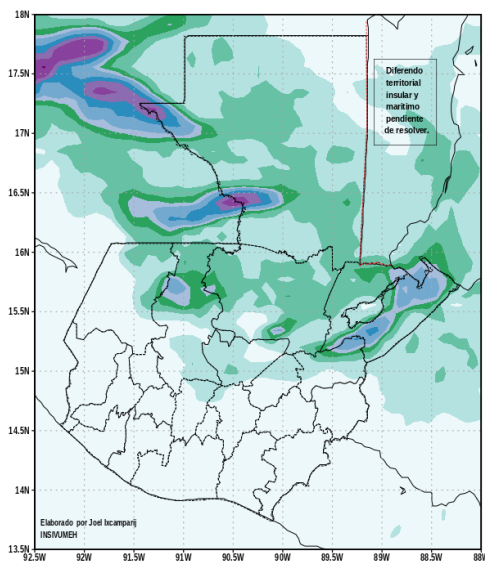 18N
17.5N
17N
16.5N
16N
15.5N
15N
14.5N
14N
13.5N
Diferendo
territorial
insular y
marítimo
pendiente
de resolver.
Elaborado por Joel Ixcamparij
INSIVUMEH
92.5W 92W 91.5W 91W 90.5W 90W 89.5W 89W 88.5W 88W